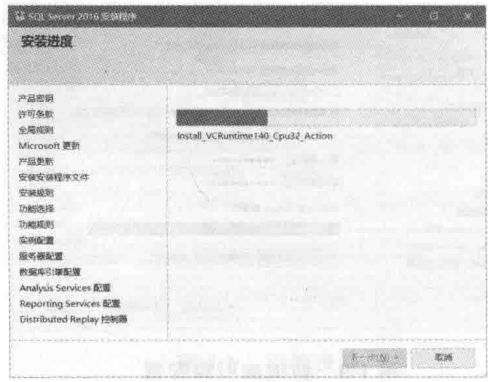 SQL Server 2016 安装程序
安装进度
产品密钥
许可条款
全局规则
Microsoft 更新
产品更新
安装安装程序文件
安装规则
功能选择
功能规则
实例配置
服务器配置
数据库引擎配置
Analysis Services 配置
Reporting Services 配置
Distributed Replay 控制器
Install_VCRuntime140_Cpu32_Action
下一步(N) >
取消